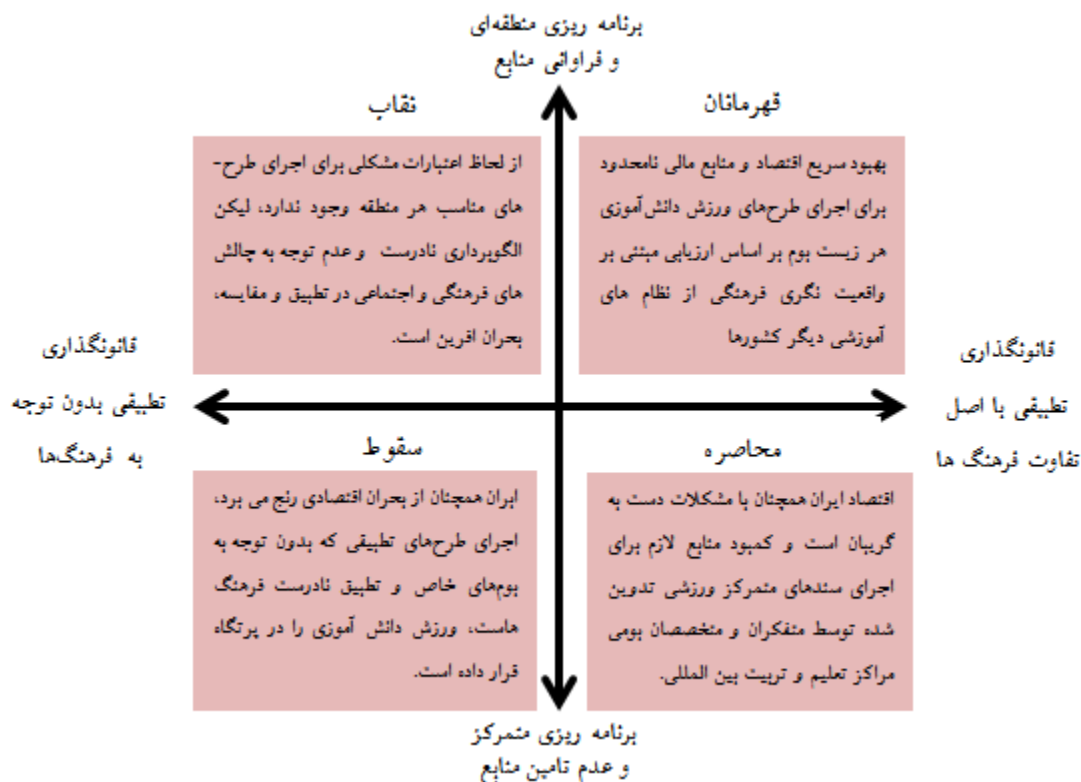 برنامه ریزی منطقه‌ای
و فراوانی منابع
قهرمانان
بهبود سریع اقتصاد و منابع مالی نامحدود
برای اجرای طرح‌های ورزش دانش‌آموزی
هر زیست بوم بر اساس ارزیابی مبتنی بر
واقعیت نگری فرهنگی از نظام های
آموزشی دیگر کشورها
نقاب
از لحاظ اعتبارات مشکلی برای اجرای طرح-
های مناسب هر منطقه وجود ندارد، لیکن
الگوبرداری نادرست و عدم توجه به چالش
های فرهنگی و اجتماعی در تطبیق و مقایسه،
بحران افرین است.
قانونگذاری
تطبیقی با اصل
تفاوت فرهنگ ها
قانونگذاری
تطبیقی بدون توجه
به فرهنگ‌ها
محاصره
اقتصاد ایران همچنان با مشکلات دست به
گریبان است و کمبود منابع لازم برای
اجرای سندهای متمرکز ورزشی تدوین
شده توسط متفکران و متخصصان بومی
مراکز تعلیم و تربیت بین المللی.
سقوط
ایران همچنان از بحران اقتصادی رنج می برد،
اجرای طرح‌های تطبیقی که بدون توجه به
بوم‌های خاص و تطبیق نادرست فرهنگ
هاست، ورزش دانش آموزی را در پرتگاه
قرار داده است.
برنامه ریزی متمرکز
و عدم تامین منابع